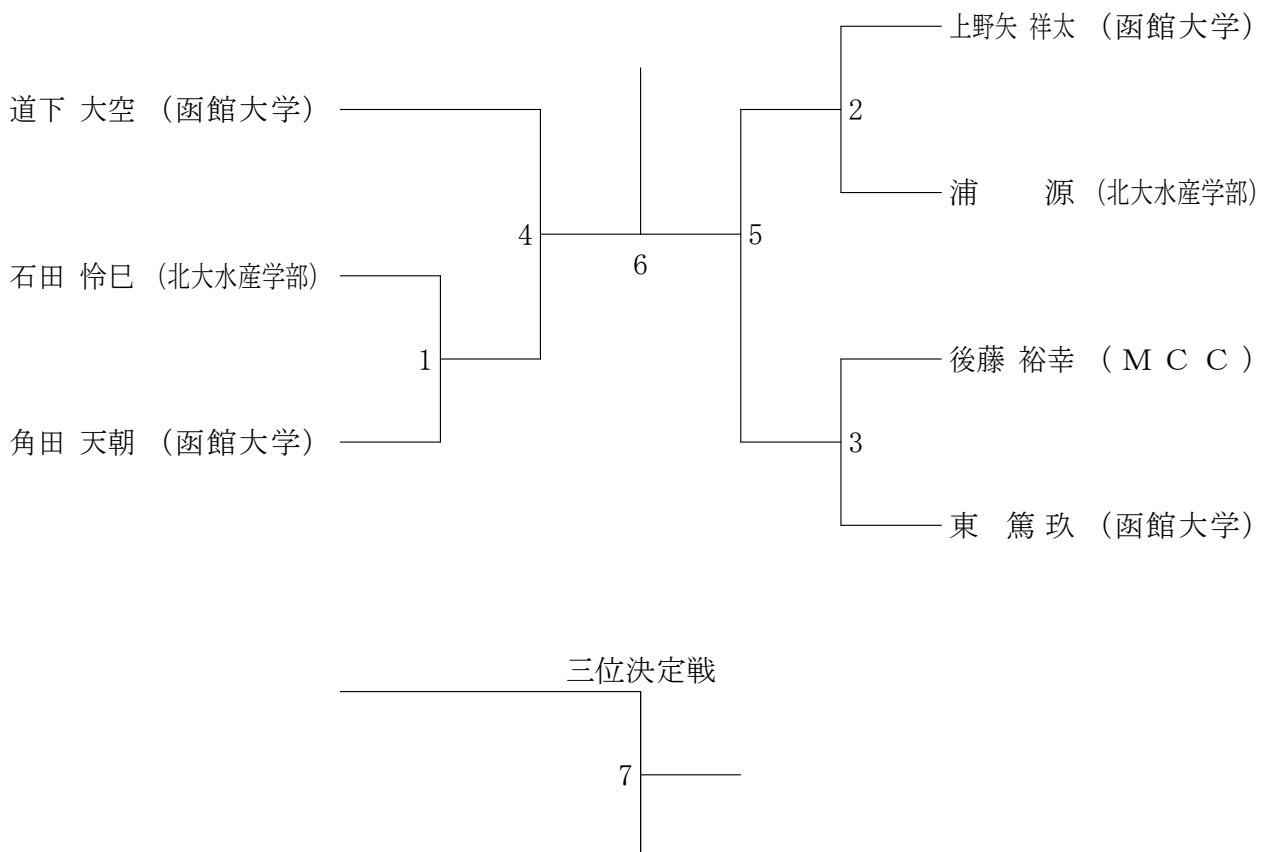 道下 大空 （函館大学）
石田 怜巳 （北大水産学部）
角田 天朝 （函館大学）
1
4
6
5
上野矢 祥太 （函館大学）
2
浦 源 （北大水産学部）
後藤 裕幸 （ＭＣＣ）
3
東 篤玖 （函館大学）
三位決定戦
7